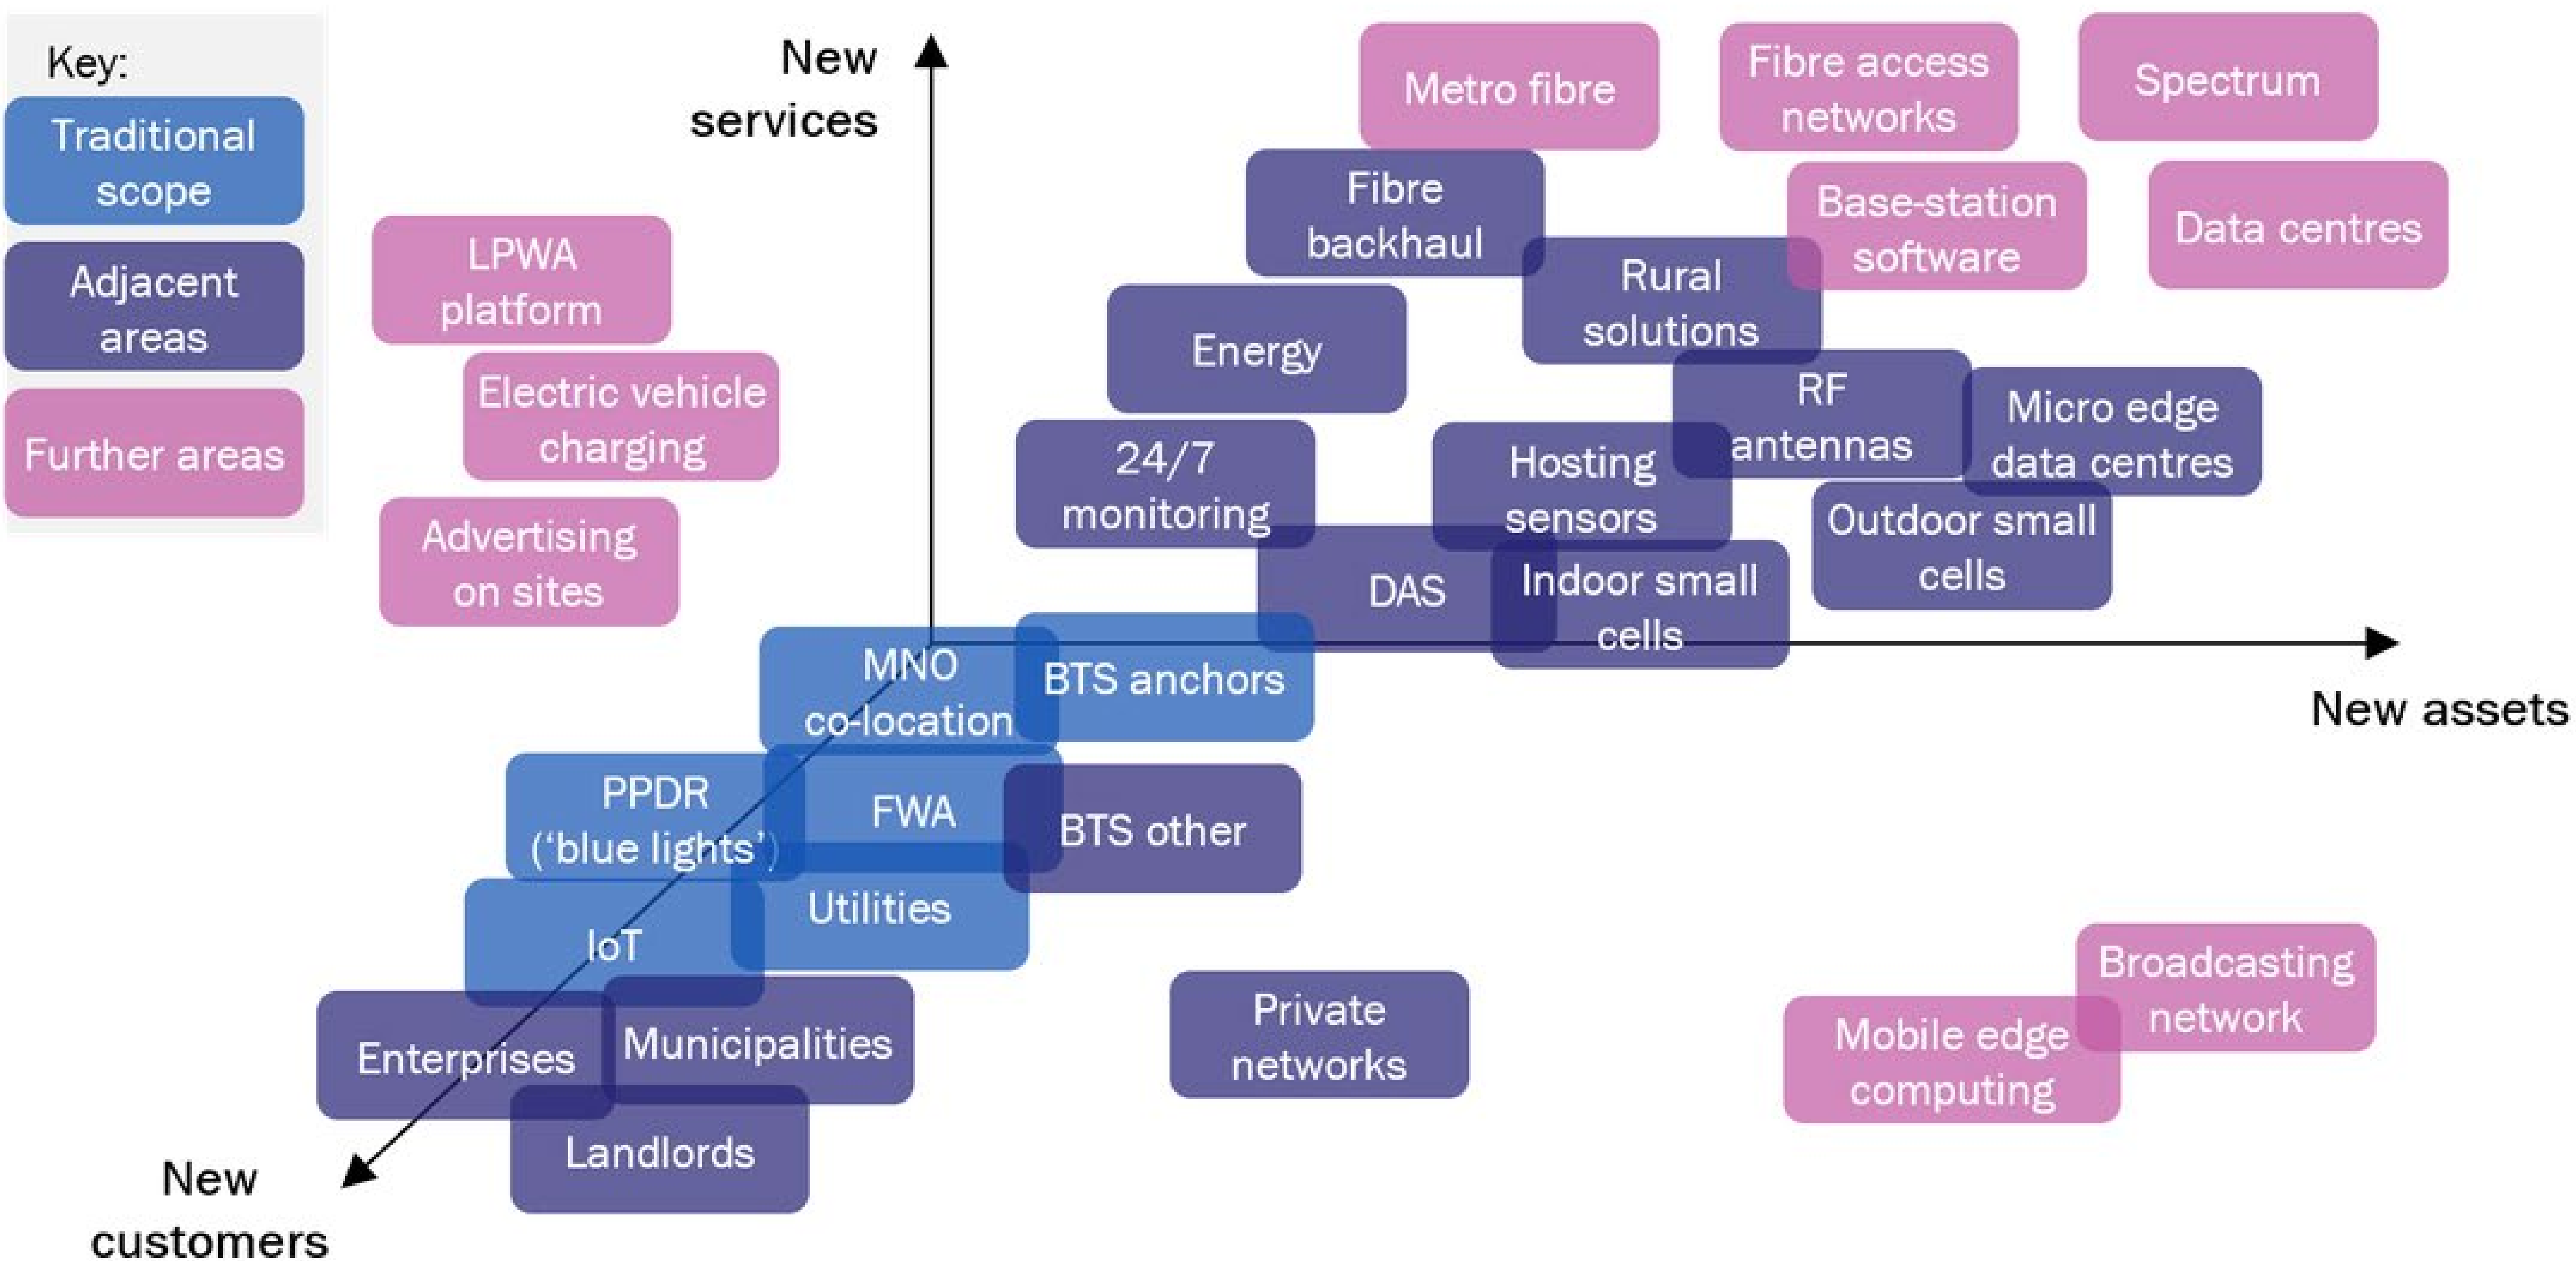 Key:
Traditional
scope
Adjacent
areas
Further areas
New
services
Metro fibre
Fibre access
networks
Spectrum
Fibre
backhaul
Base-station
software
Data centres
LPWA
platform
Rural
solutions
Energy
Electric vehicle
charging
RF
antennas
Micro edge
data centres
24/7
monitoring
Hosting
sensors
Advertising
on sites
Outdoor small
cells
DAS
Indoor small
cells
MNO
co-location
BTS anchors
New assets
PPDR
(‘blue lights’)
FWA
BTS other
Utilities
IoT
Broadcasting
network
Private
networks
Mobile edge
computing
Enterprises
Municipalities
Landlords
New
customers